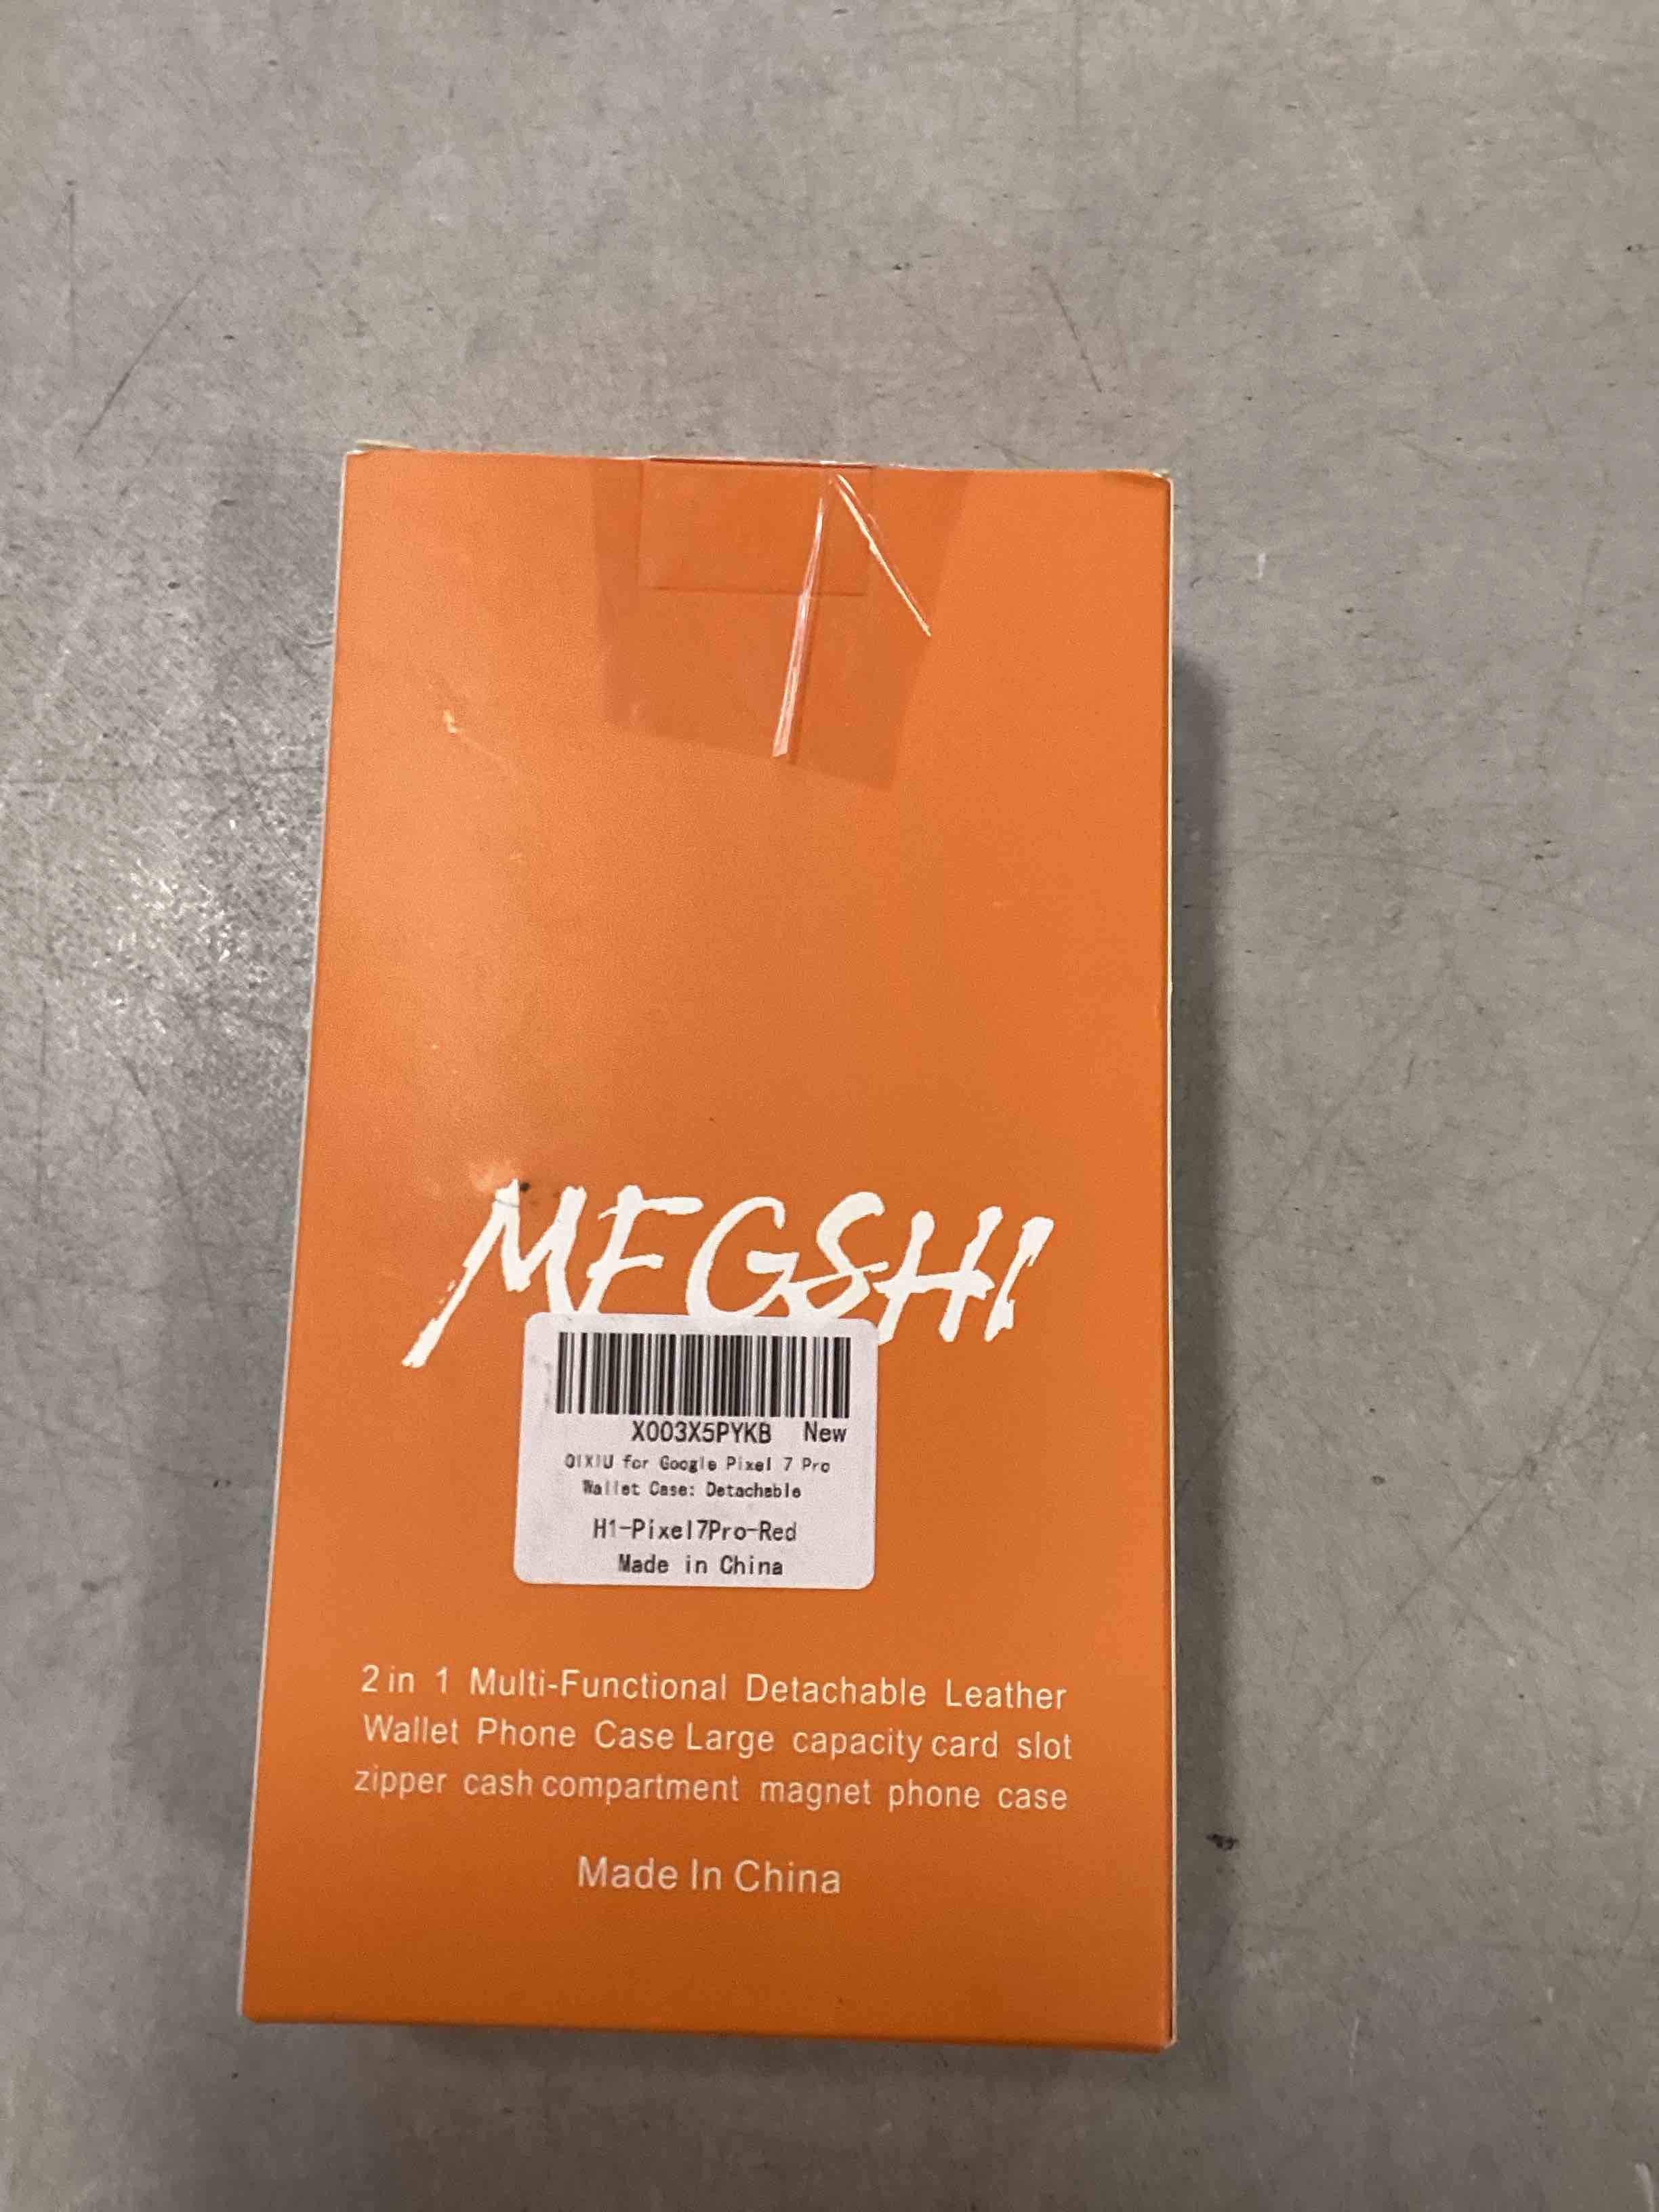 MEGSHI
X003X5PYKB New
QIXIU for Google Pixel 7 Pro
Wallet Case: Detachable
H1-Pixel7Pro-Red
Made in China
2 in 1 Multi-Functional Detachable Leather
Wallet Phone Case Large capacity card slot
zipper cash compartment magnet phone case
Made In China